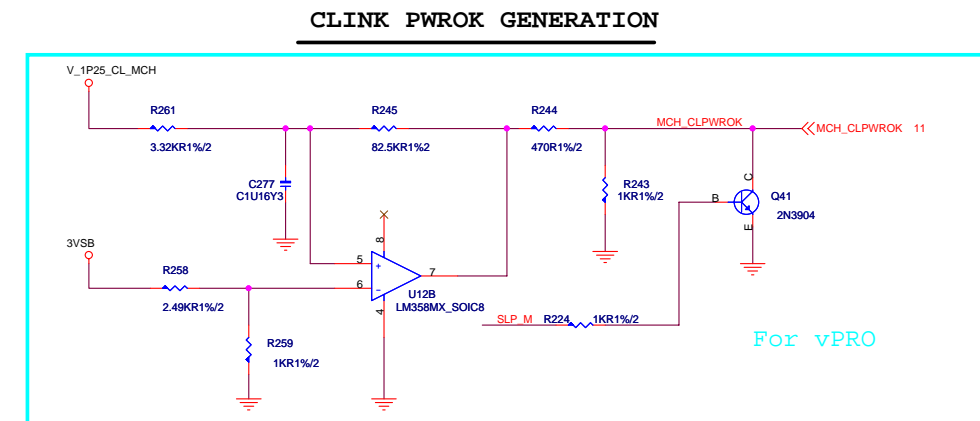 CLINK PWROK GENERATION
V_1P25_CL_MCH
R261
R245
R244
MCH_CLPWROK
MCH_CLPWROK 11
3.32KR1%/2
82.5KR1%2
470R1%/2
C277
C1U16Y3
R243
1KR1%/2
C
B
E
Q41
2N3904
3VSB
8
5
+
7
R258
6
-
2.49KR1%/2
U12B
LM358MX_SOIC8
4
SLP_M R224 1KR1%/2
R259
1KR1%/2
For vPRO